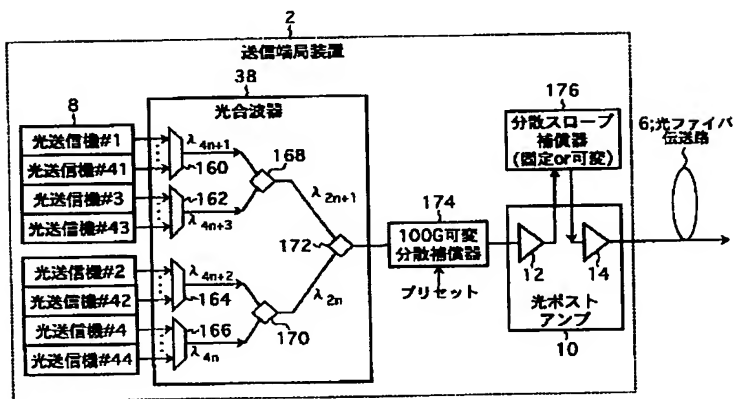 2
送信端局装置
38
8
光合波器
光送信機#1
光送信機#41
光送信機#3
光送信機#43
光送信機#2
光送信機#42
光送信機#4
光送信機#44
λ4n+1
160
162
λ4n+3
λ4n+2
164
166
λ4n
168
170
172
λ2n+1
λ2n
174
100G可変
分散補償器
プリセット
176
分散スロープ
補償器
(固定or可変)
12
14
光ポスト
アンプ
10
6;光ファイバ
伝送路